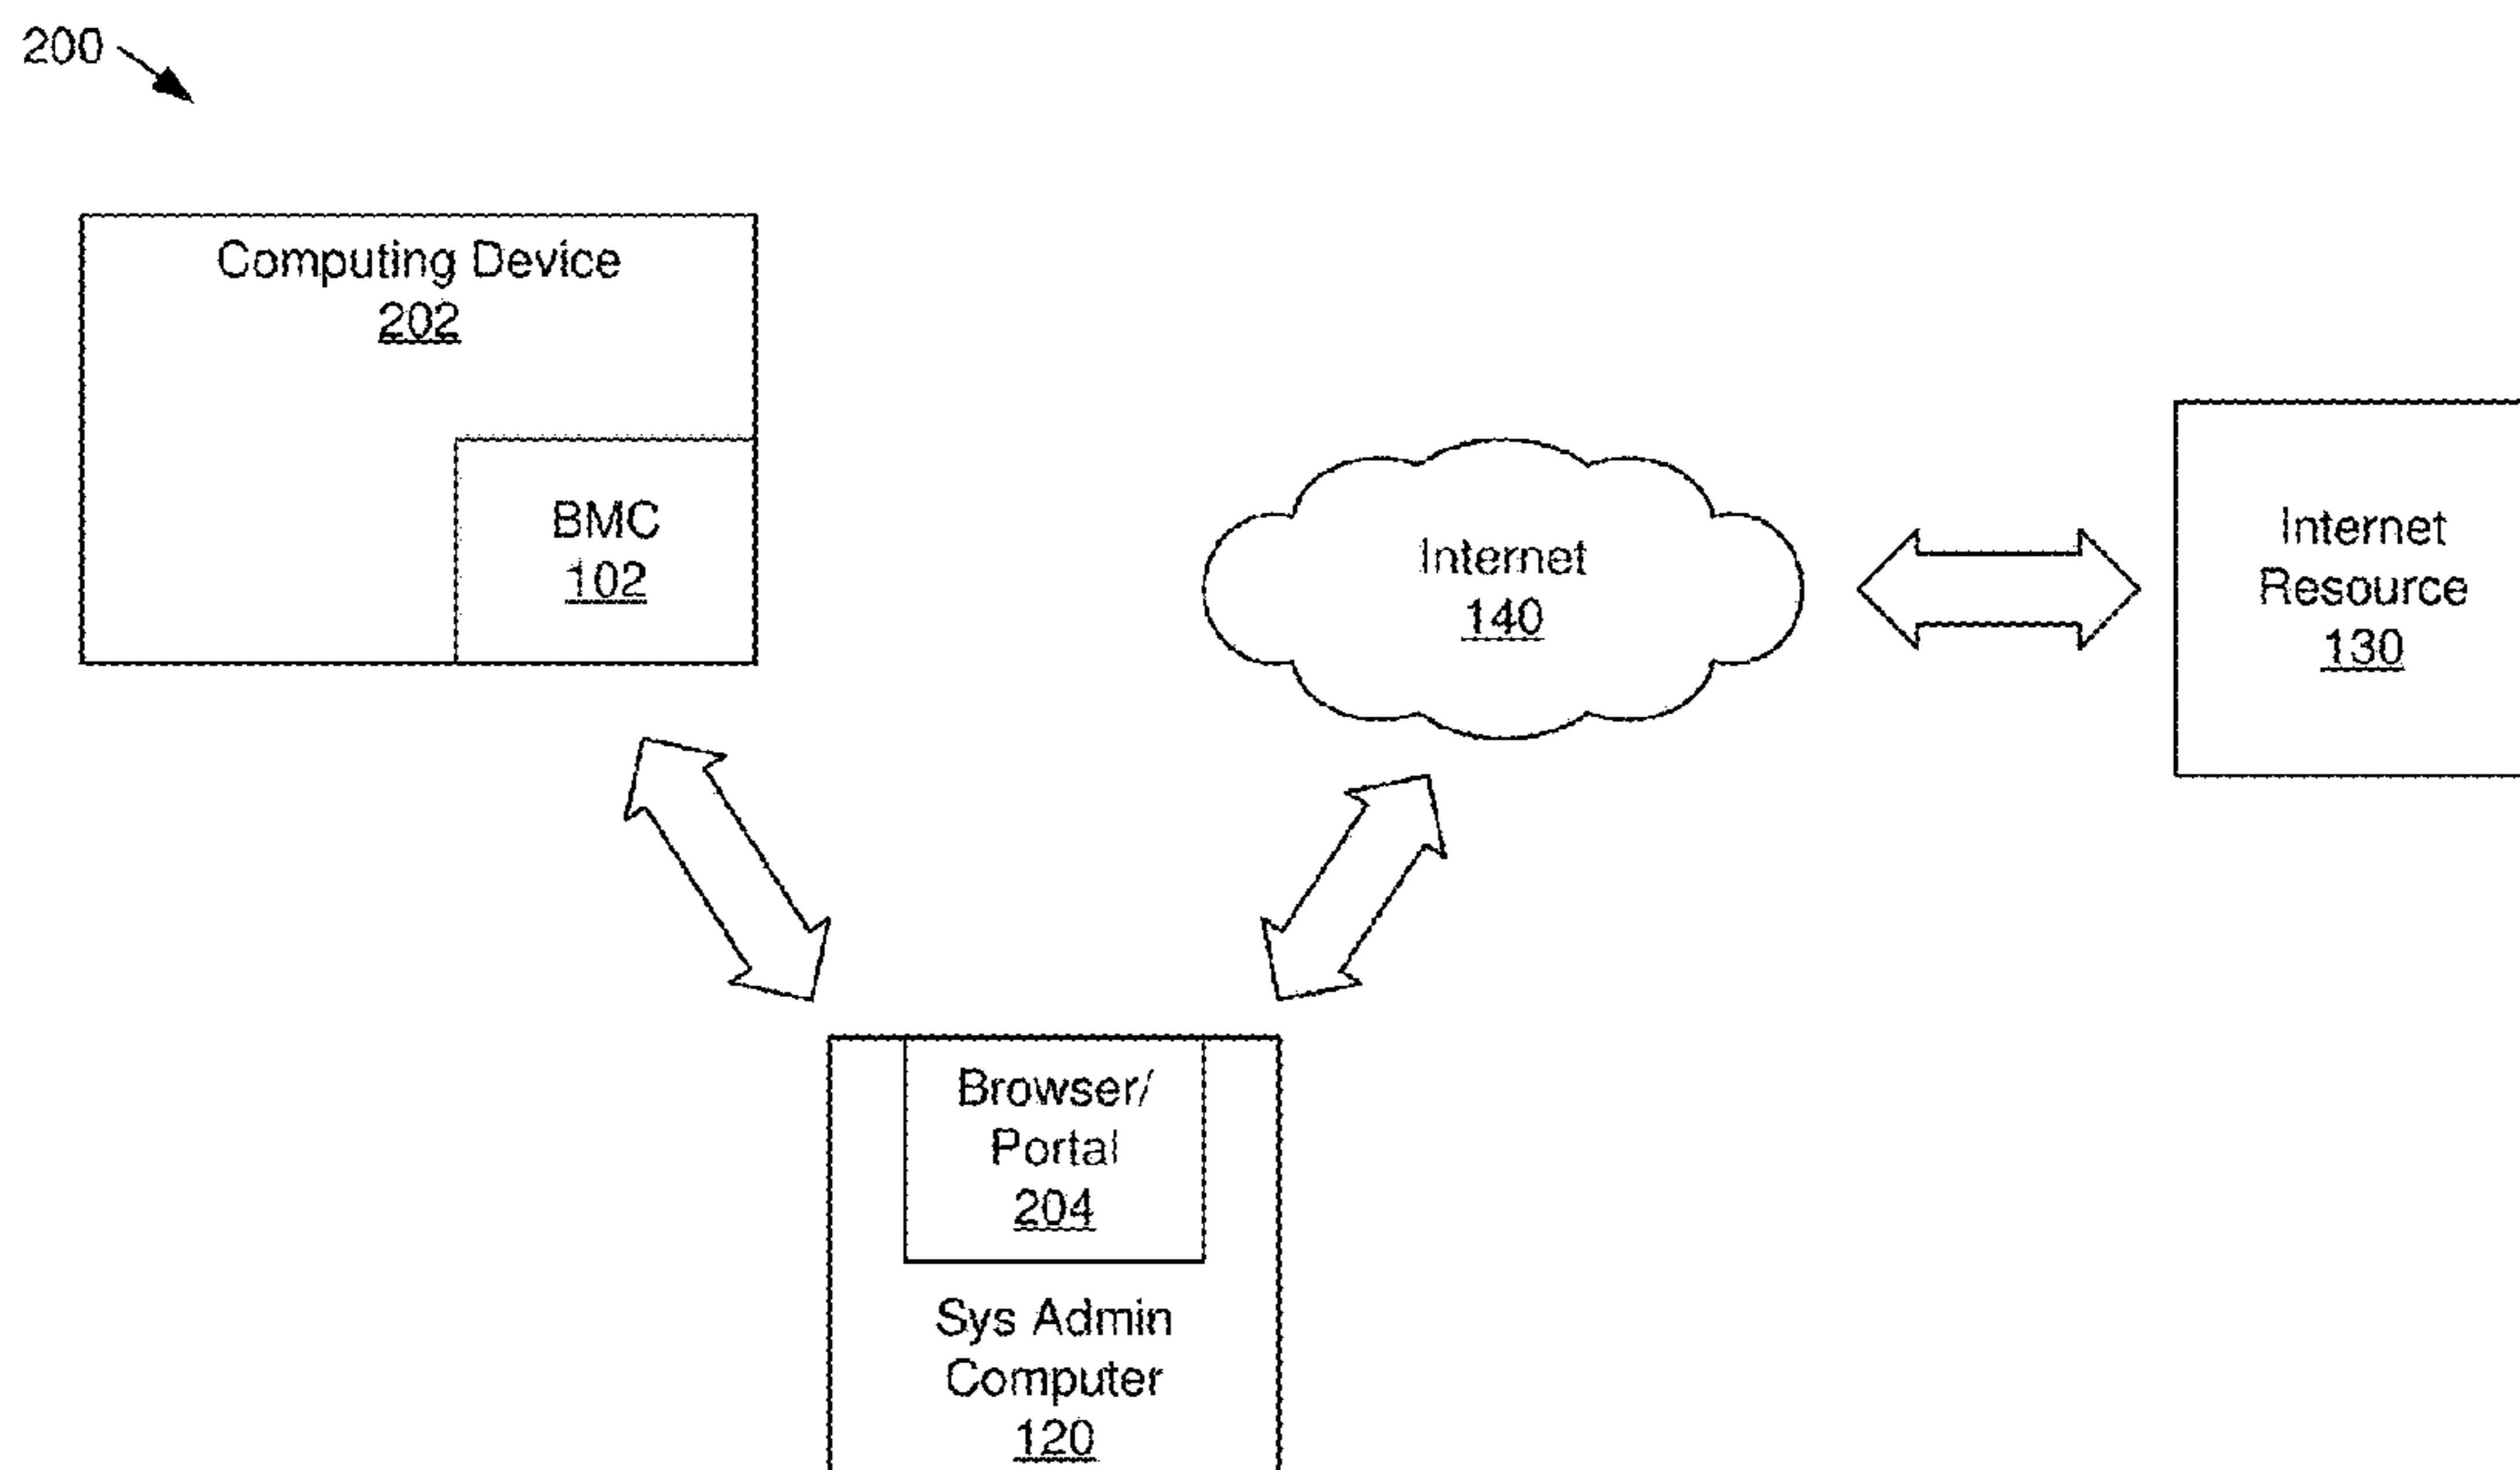 200
Computing Device
202
BMC
102
Internet
140
Internet
Resource
130
Browser/
Portal
204
Sys Admin
Computer
120